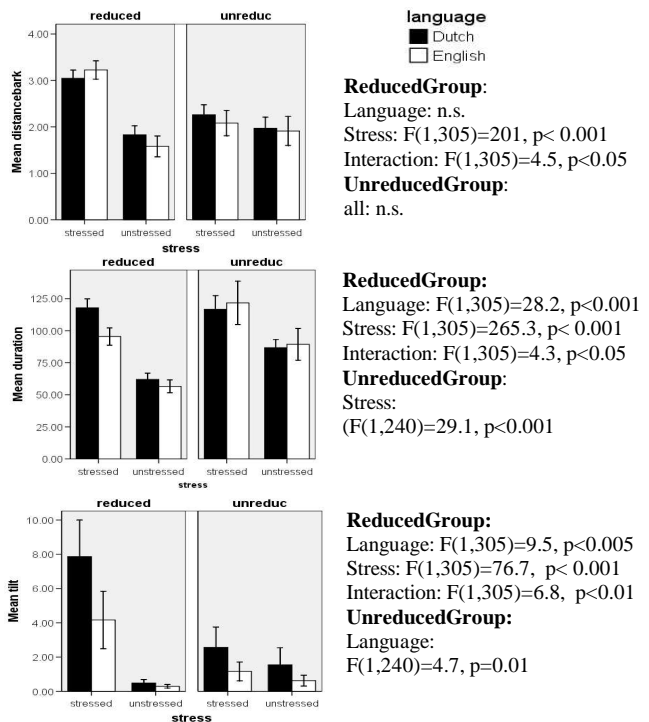 reduced unreduc
language
Dutch
English
Mean distancebark
4.00
3.00
2.00
1.00
0.00
stressed unstressed stressed unstressed
stress
ReducedGroup:
Language: n.s.
Stress: F(1,305)=201, p< 0.001
Interaction: F(1,305)=4.5, p<0.05
UnreducedGroup:
all: n.s.
reduced unreduc
Mean duration
125.00
100.00
75.00
50.00
25.00
0.00
stressed unstressed stressed unstressed
stress
ReducedGroup:
Language: F(1,305)=28.2, p<0.001
Stress: F(1,305)=265.3, p< 0.001
Interaction: F(1,305)=4.3, p<0.05
UnreducedGroup:
Stress:
(F(1,240)=29.1, p<0.001
reduced unreduc
Mean tilt
10.00
8.00
6.00
4.00
2.00
0.00
stressed unstressed stressed unstressed
stress
ReducedGroup:
Language: F(1,305)=9.5, p<0.005
Stress: F(1,305)=76.7, p< 0.001
Interaction: F(1,305)=6.8, p<0.01
UnreducedGroup:
Language:
F(1,240)=4.7, p=0.01